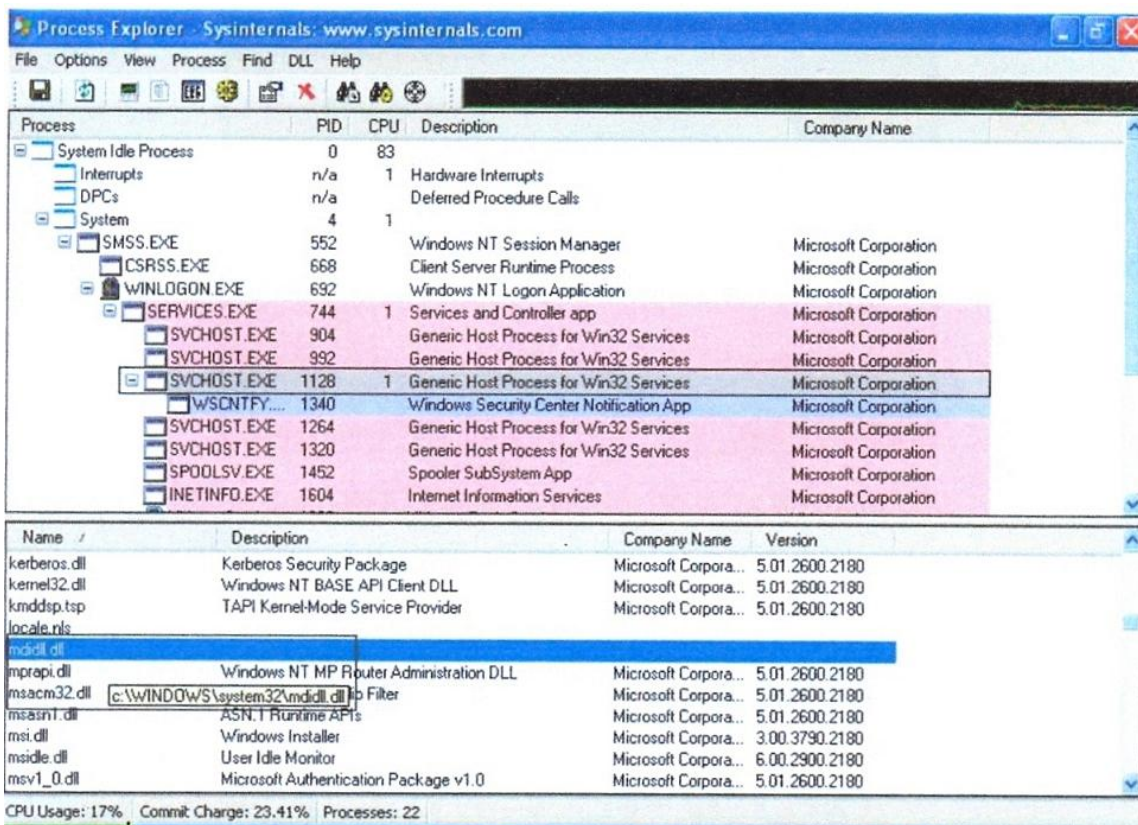 Process Explorer - Sysinternals: www.sysinternals.com
File Options View Process Find DLL Help
Process PID CPU Description Company Name
System Idle Process 0 83
Interrupts n/a 1 Hardware Interrupts
DPCs n/a Deferred Procedure Calls
System 4 1
SMSS.EXE 552 Windows NT Session Manager Microsoft Corporation
CSRSS.EXE 668 Client Server Runtime Process Microsoft Corporation
WINLOGON.EXE 692 Windows NT Logon Application Microsoft Corporation
SERVICES.EXE 744 1 Services and Controller app Microsoft Corporation
SVCHOST.EXE 904 Generic Host Process for Win32 Services Microsoft Corporation
SVCHOST.EXE 992 Generic Host Process for Win32 Services Microsoft Corporation
SVCHOST.EXE 1128 1 Generic Host Process for Win32 Services Microsoft Corporation
WSCNTFY.... 1340 Windows Security Center Notification App Microsoft Corporation
SVCHOST.EXE 1264 Generic Host Process for Win32 Services Microsoft Corporation
SVCHOST.EXE 1320 Generic Host Process for Win32 Services Microsoft Corporation
SPOOLSV.EXE 1452 Spooler SubSystem App Microsoft Corporation
INETINFO.EXE 1604 Internet Information Services Microsoft Corporation
Name / Description Company Name Version
kerberos.dll Kerberos Security Package Microsoft Corpora... 5.01.2600.2180
kernel32.dll Windows NT BASE API Client DLL Microsoft Corpora... 5.01.2600.2180
kmddsp.tsp TAPI Kernel-Mode Service Provider Microsoft Corpora... 5.01.2600.2180
locale.nls
mdidll.dll
mprapi.dll Windows NT MP Router Administration DLL Microsoft Corpora... 5.01.2600.2180
msacm32.dll c:\WINDOWS\system32\mdidll.dll Filter Microsoft Corpora... 5.01.2600.2180
msasn1.dll ASN.1 Runtime APIs Microsoft Corpora... 5.01.2600.2180
msi.dll Windows Installer Microsoft Corpora... 3.00.3790.2180
msidle.dll User Idle Monitor Microsoft Corpora... 6.00.2900.2180
msv1_0.dll Microsoft Authentication Package v1.0 Microsoft Corpora... 5.01.2600.2180
CPU Usage: 17% Commit Charge: 23.41% Processes: 22